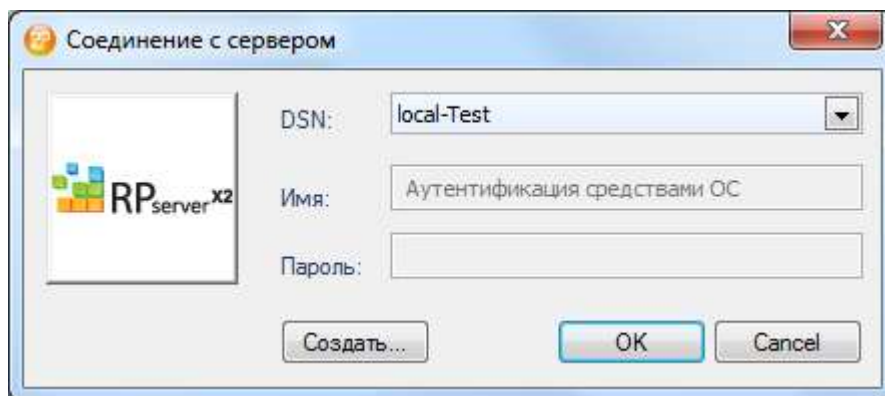 Соединение с сервером
DSN:
local-Test
RPserver X2
Имя:
Аутентификация средствами ОС
Пароль:
Создать...
OK
Cancel